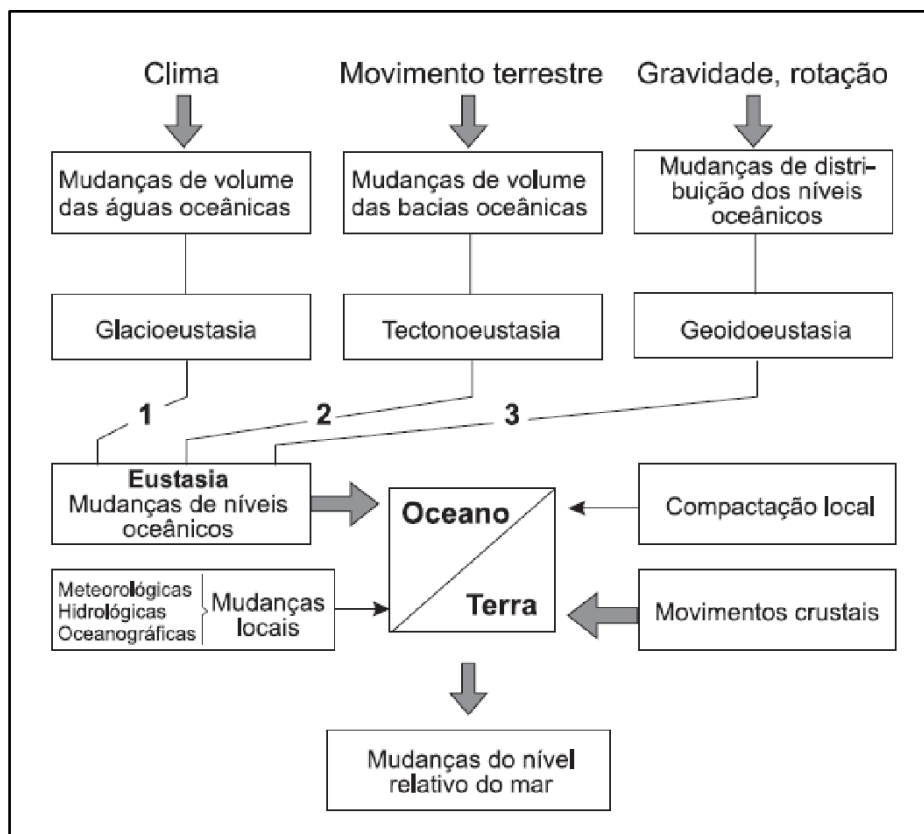 Clima
Movimento terrestre
Gravidade, rotação
Mudanças de volume
das águas oceânicas
Mudanças de volume
das bacias oceânicas
Mudanças de distri-
buição dos níveis
oceânicos
Glacioeustasia
Tectonoeustasia
Geoidoeustasia
1
2
3
Eustasia
Mudanças de níveis
oceânicos
Oceano
Terra
Compactação local
Meteorológicas
Hidrológicas
Oceanográficas
Mudanças
locais
Movimentos crustais
Mudanças do nível
relativo do mar